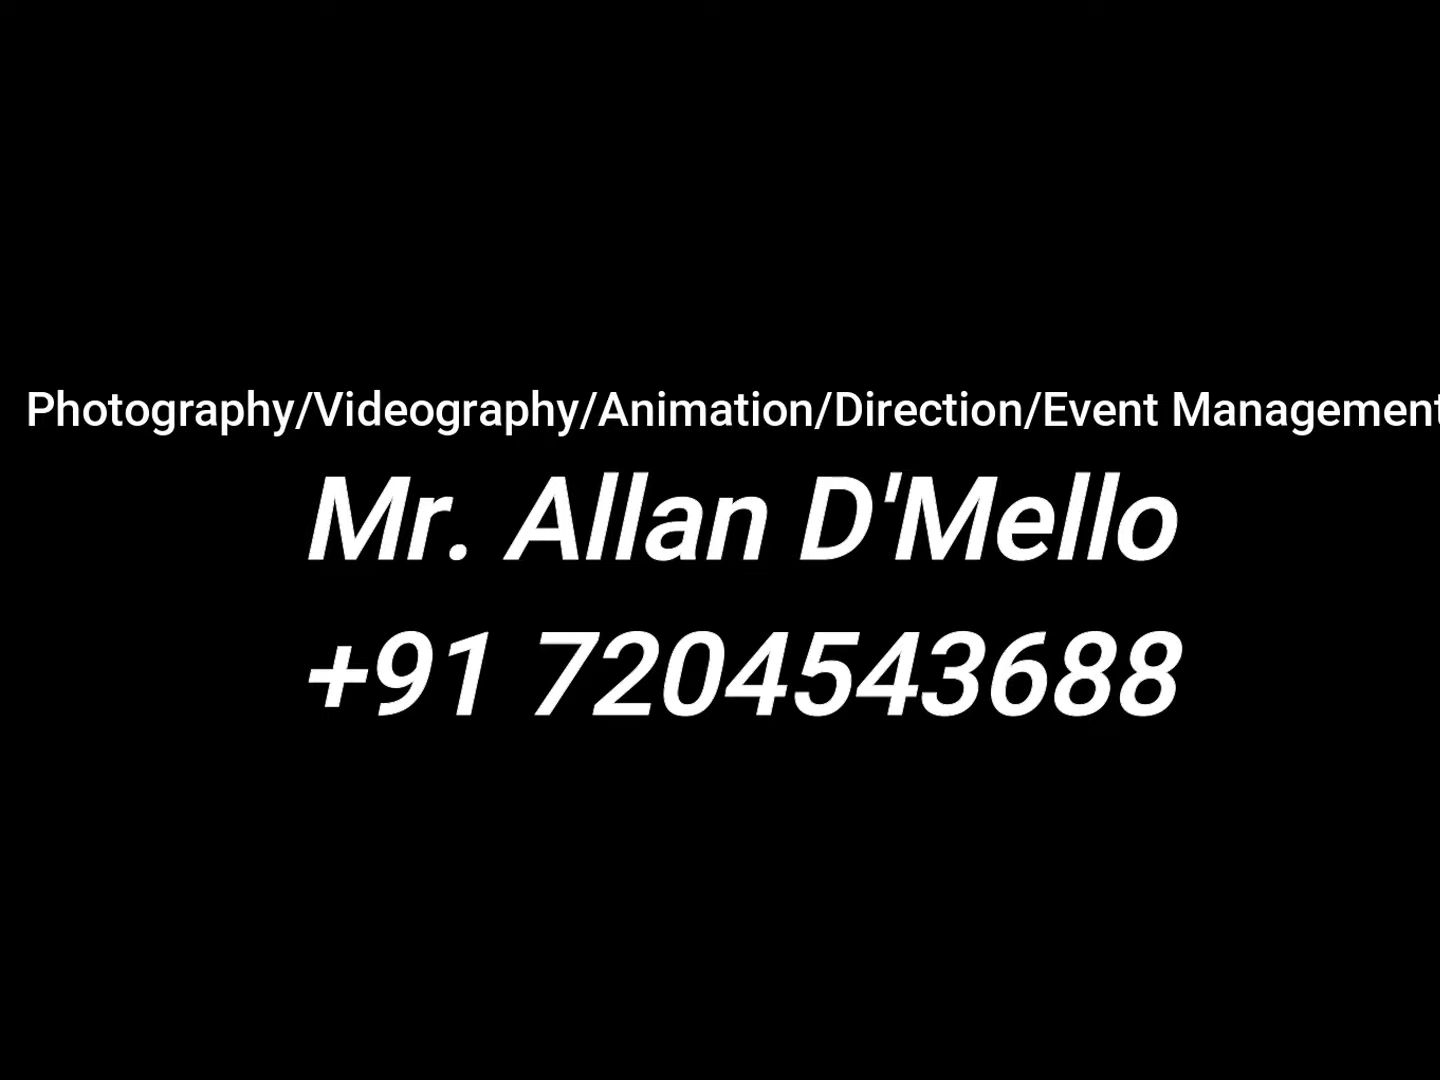 Photography/Videography/Animation/Direction/Event Management
Mr. Allan D'Mello
+91 7204543688